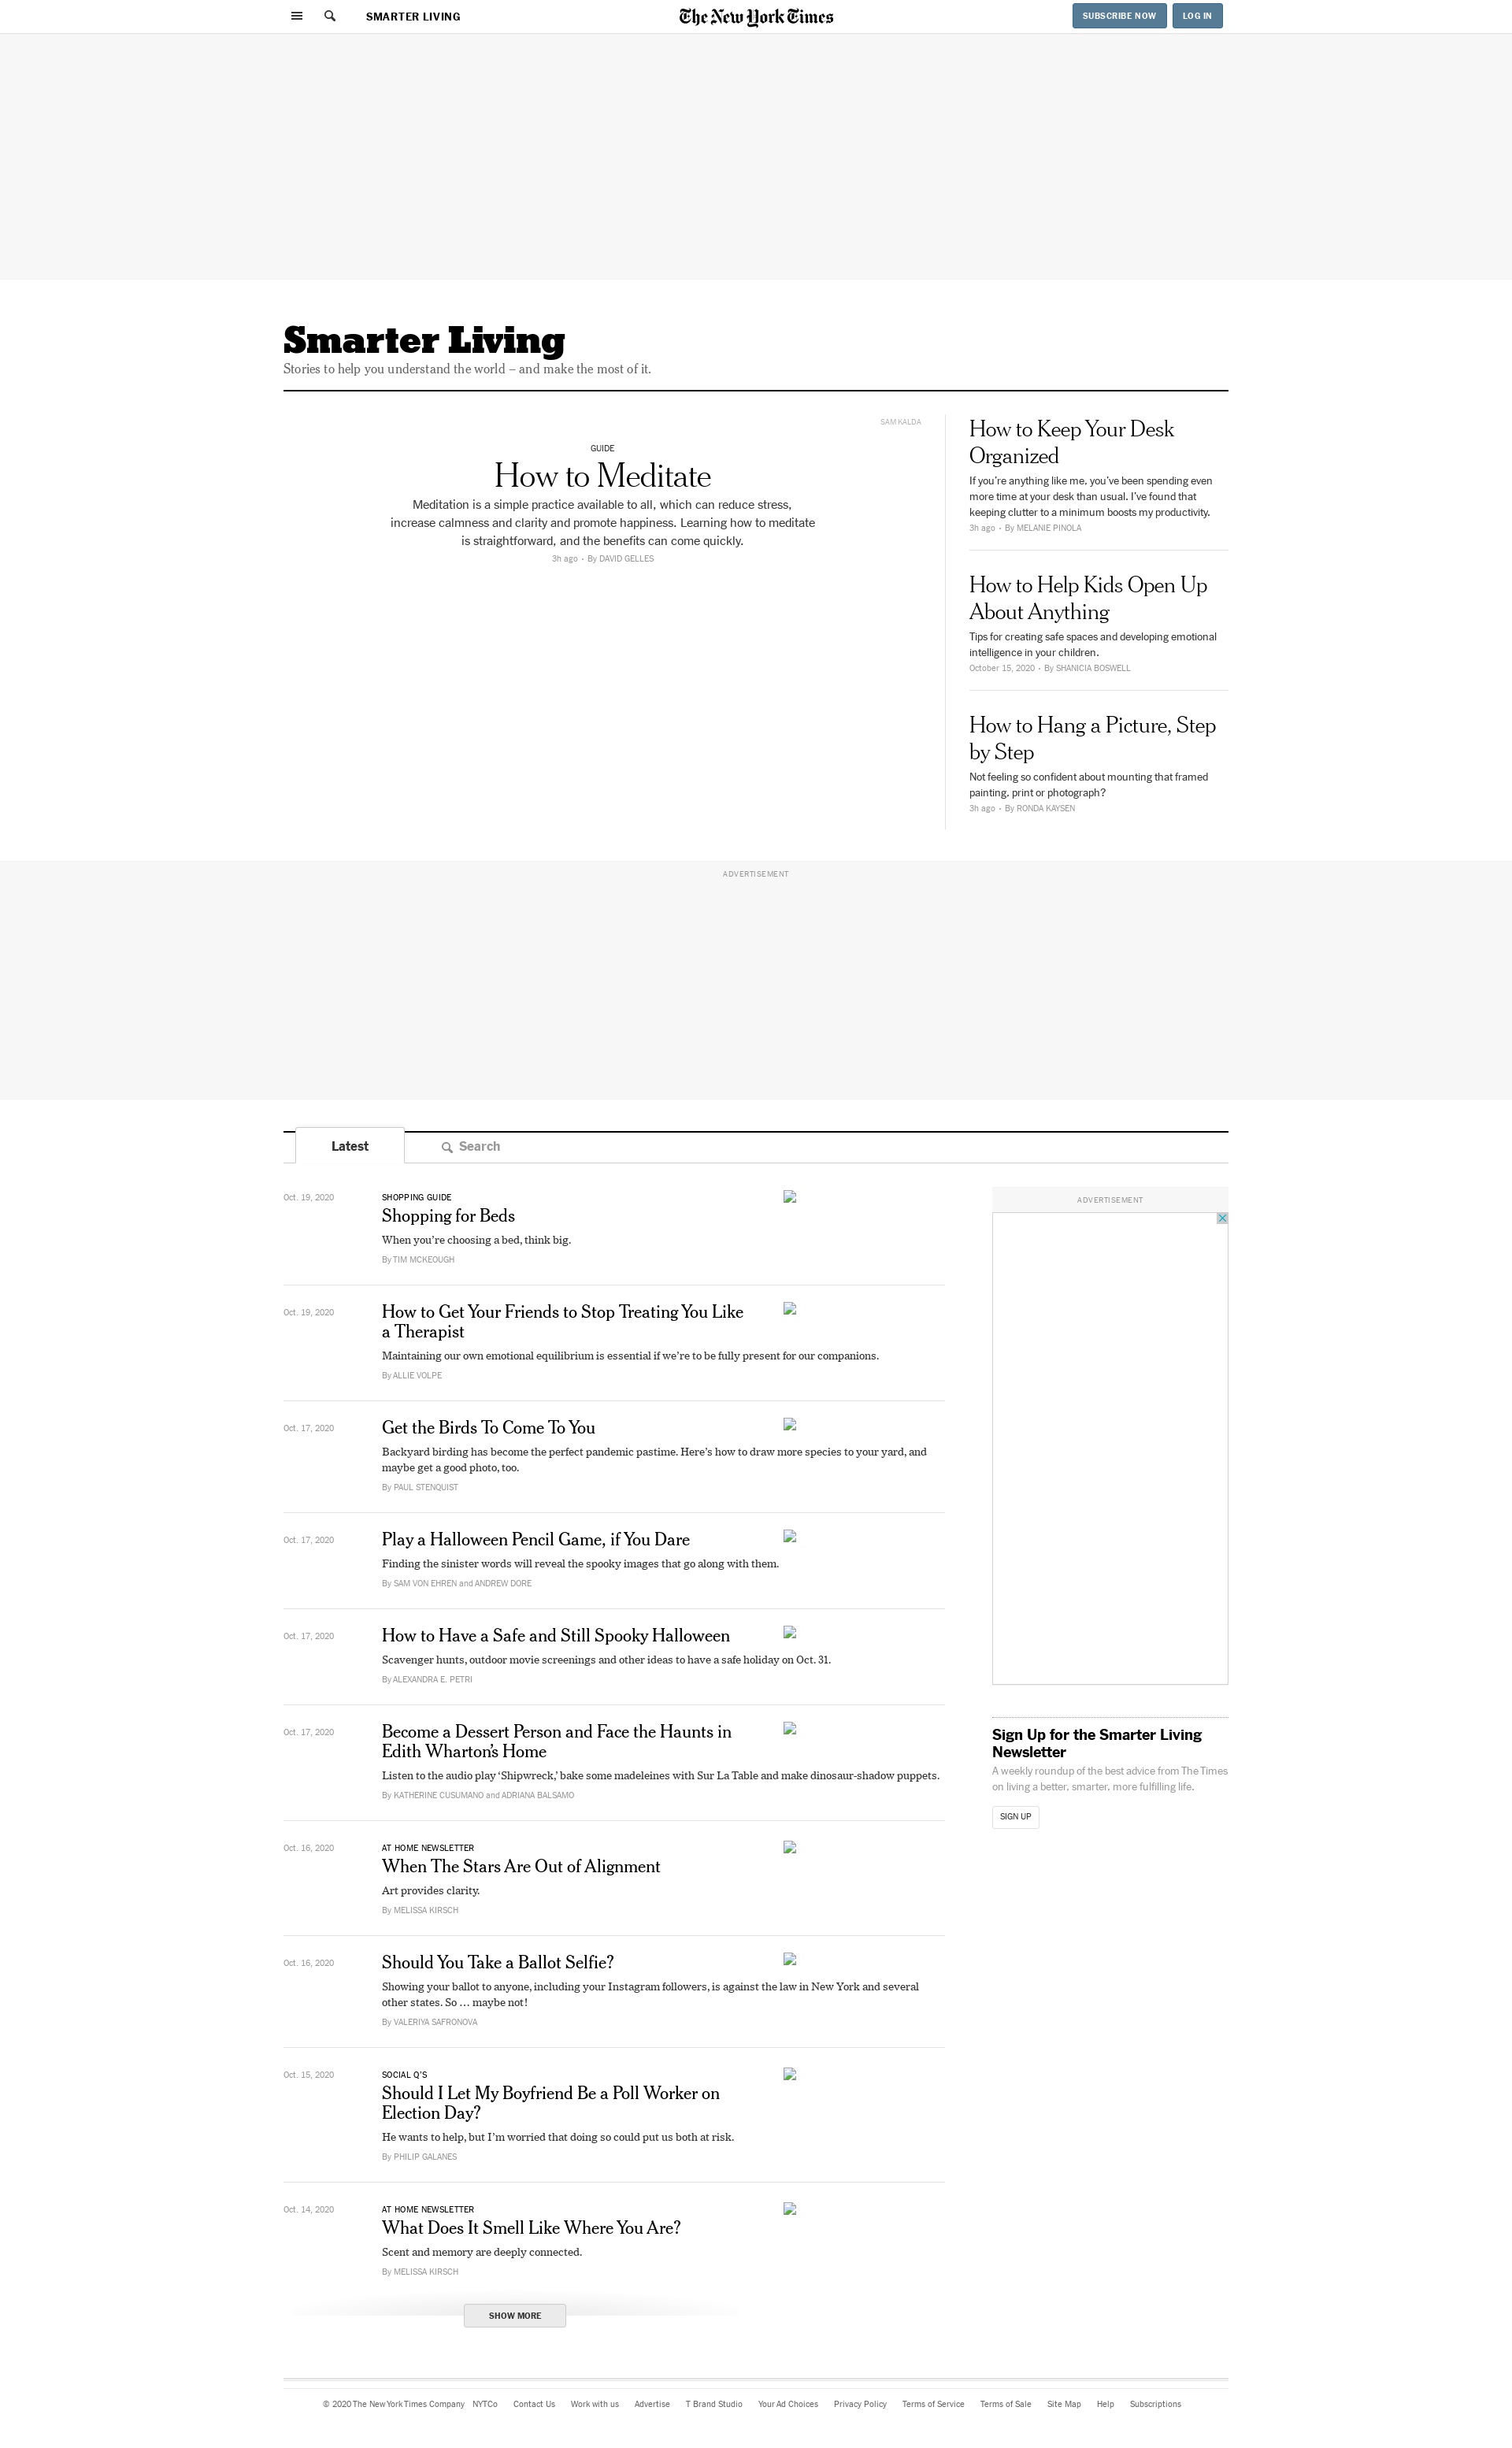 SMARTER LIVING
The New York Times
SUBSCRIBE NOW
LOG IN
Smarter Living
Stories to help you understand the world – and make the most of it.
SAM KALDA
GUIDE
How to Meditate
Meditation is a simple practice available to all, which can reduce stress,
increase calmness and clarity and promote happiness. Learning how to meditate
is straightforward, and the benefits can come quickly.
3h ago • By DAVID GELLES
How to Keep Your Desk
Organized
If you’re anything like me, you’ve been spending even
more time at your desk than usual. I’ve found that
keeping clutter to a minimum boosts my productivity.
3h ago • By MELANIE PINOLA
How to Help Kids Open Up
About Anything
Tips for creating safe spaces and developing emotional
intelligence in your children.
October 15, 2020 • By SHANICIA BOSWELL
How to Hang a Picture, Step
by Step
Not feeling so confident about mounting that framed
painting, print or photograph?
3h ago • By RONDA KAYSEN
ADVERTISEMENT
Latest
Search
Oct. 19, 2020
SHOPPING GUIDE
Shopping for Beds
When you’re choosing a bed, think big.
By TIM MCKEOUGH
Oct. 19, 2020
How to Get Your Friends to Stop Treating You Like
a Therapist
Maintaining our own emotional equilibrium is essential if we’re to be fully present for our companions.
By ALLIE VOLPE
Oct. 17, 2020
Get the Birds To Come To You
Backyard birding has become the perfect pandemic pastime. Here’s how to draw more species to your yard, and
maybe get a good photo, too.
By PAUL STENQUIST
Oct. 17, 2020
Play a Halloween Pencil Game, if You Dare
Finding the sinister words will reveal the spooky images that go along with them.
By SAM VON EHREN and ANDREW DORE
Oct. 17, 2020
How to Have a Safe and Still Spooky Halloween
Scavenger hunts, outdoor movie screenings and other ideas to have a safe holiday on Oct. 31.
By ALEXANDRA E. PETRI
Oct. 17, 2020
Become a Dessert Person and Face the Haunts in
Edith Wharton’s Home
Listen to the audio play ‘Shipwreck,’ bake some madeleines with Sur La Table and make dinosaur-shadow puppets.
By KATHERINE CUSUMANO and ADRIANA BALSAMO
Oct. 16, 2020
AT HOME NEWSLETTER
When The Stars Are Out of Alignment
Art provides clarity.
By MELISSA KIRSCH
Oct. 16, 2020
Should You Take a Ballot Selfie?
Showing your ballot to anyone, including your Instagram followers, is against the law in New York and several
other states. So … maybe not!
By VALERIYA SAFRONOVA
Oct. 15, 2020
SOCIAL Q’S
Should I Let My Boyfriend Be a Poll Worker on
Election Day?
He wants to help, but I’m worried that doing so could put us both at risk.
By PHILIP GALANES
Oct. 14, 2020
AT HOME NEWSLETTER
What Does It Smell Like Where You Are?
Scent and memory are deeply connected.
By MELISSA KIRSCH
SHOW MORE
ADVERTISEMENT
Sign Up for the Smarter Living
Newsletter
A weekly roundup of the best advice from The Times
on living a better, smarter, more fulfilling life.
SIGN UP
© 2020 The New York Times Company NYTCo Contact Us Work with us Advertise T Brand Studio Your Ad Choices Privacy Policy Terms of Service Terms of Sale Site Map Help Subscriptions